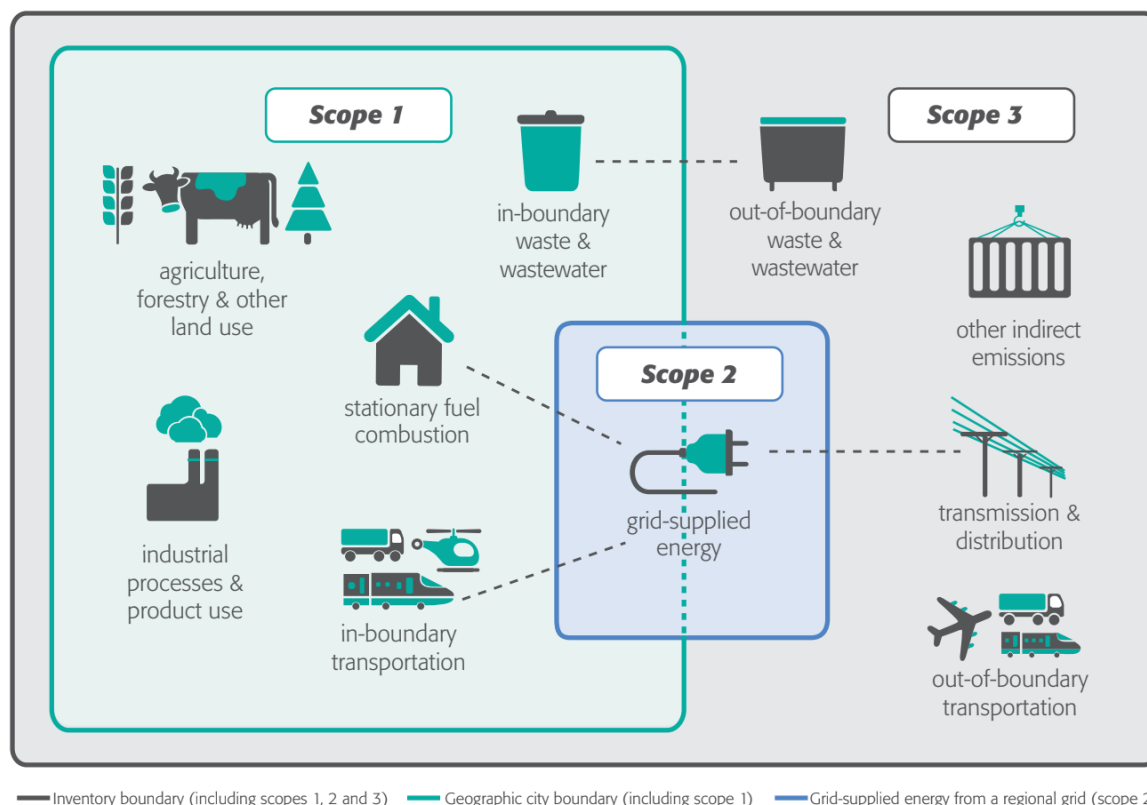 Scope 1
Scope 3
in-boundary
waste &
wastewater
out-of-boundary
waste &
wastewater
agriculture,
forestry & other
land use
other indirect
emissions
Scope 2
stationary fuel
combustion
grid-supplied
energy
transmission &
distribution
industrial
processes &
product use
in-boundary
transportation
out-of-boundary
transportation
Inventory boundary (including scopes 1, 2 and 3)
Geographic city boundary (including scope 1)
Grid-supplied energy from a regional grid (scope 2